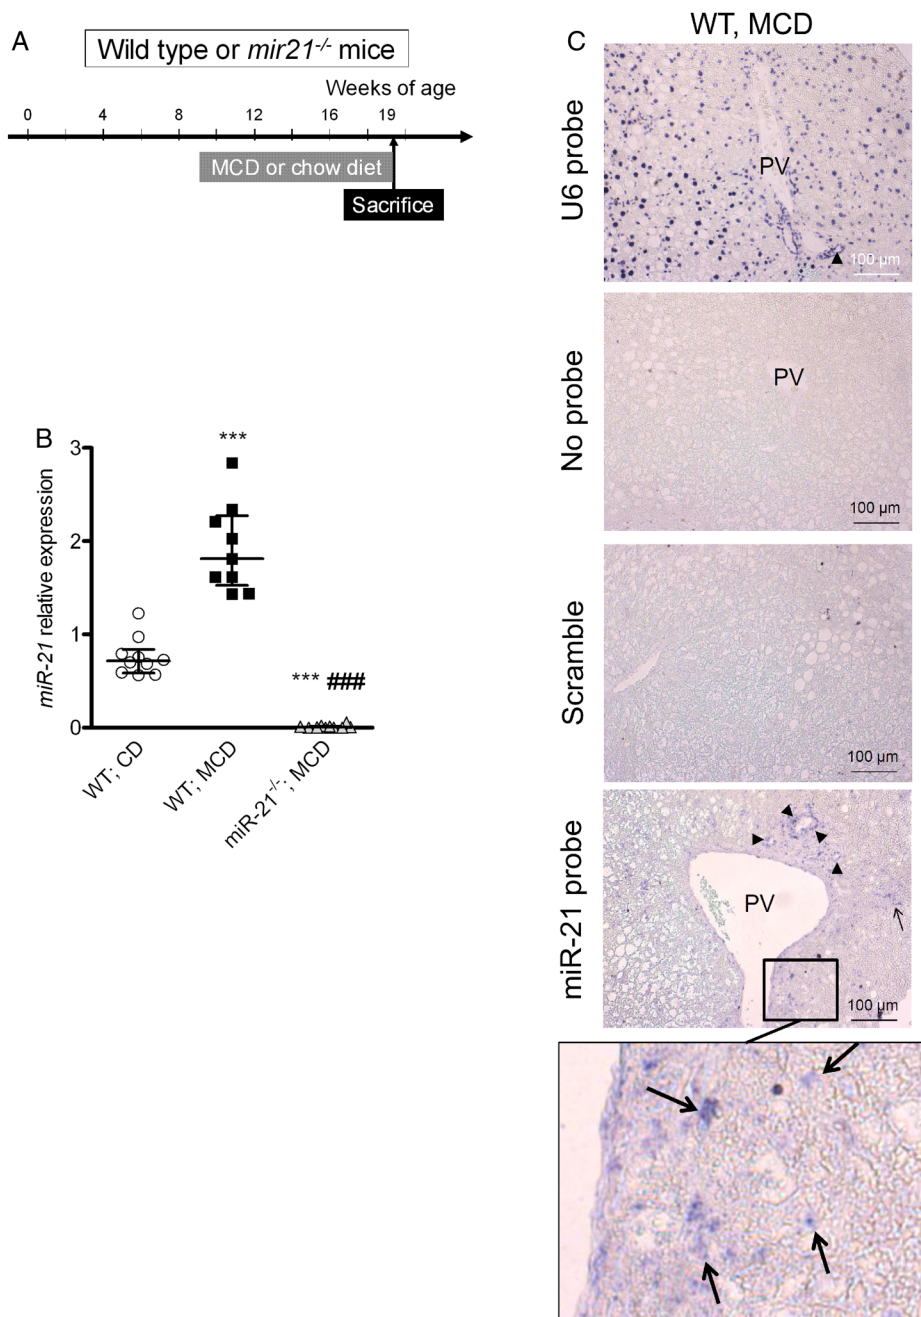 A
Wild type or mir21-/- mice
Weeks of age
0 4 8 12 16 19
MCD or chow diet
Sacrifice
B
miR-21 relative expression
3
2
1
0
***
*** ###
WT; CD
WT; MCD
miR-21-/-; MCD
C
WT, MCD
U6 probe
PV
100 µm
No probe
PV
100 µm
Scramble
100 µm
miR-21 probe
PV
100 µm